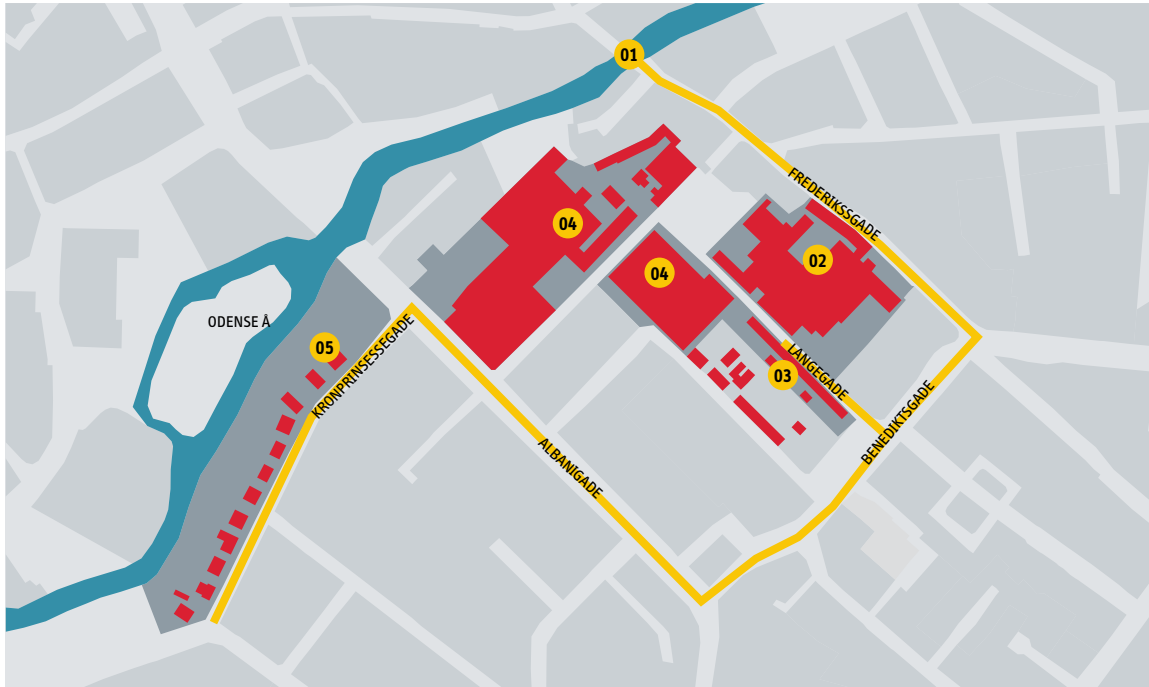 01
FREDERIKSSGADE
04
02
04
ODENSE Å
05
KRONPRINSESSEGADE
LANGEGADE
03
BENEDIKTSGADE
ALBANIGADE